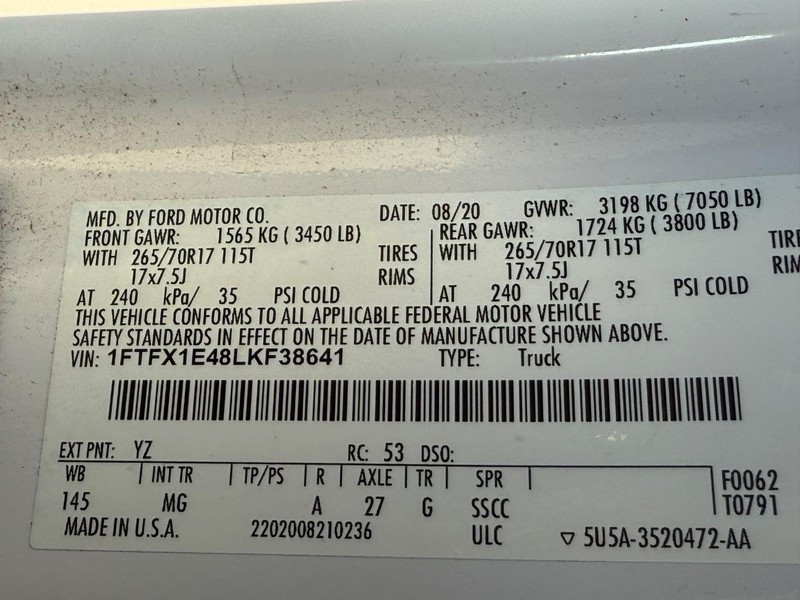 MFD. BY FORD MOTOR CO. DATE: 08/20 GVWR: 3198 KG ( 7050 LB)
FRONT GAWR: 1565 KG ( 3450 LB) REAR GAWR: 1724 KG ( 3800 LB)
WITH 265/70R17 115T TIRES WITH 265/70R17 115T TIRE
17x7.5J RIMS 17x7.5J RIM
AT 240 kPa/ 35 PSI COLD AT 240 kPa/ 35 PSI COLD
THIS VEHICLE CONFORMS TO ALL APPLICABLE FEDERAL MOTOR VEHICLE
SAFETY STANDARDS IN EFFECT ON THE DATE OF MANUFACTURE SHOWN ABOVE.
VIN: 1FTFX1E48LKF38641 TYPE: Truck
EXT PNT: YZ RC: 53 DSO:
WB INT TR TP/PS R AXLE TR SPR F0062
145 MG A 27 G SSCC T0791
MADE IN U.S.A. 2202008210236 ULC ▽ 5U5A-3520472-AA